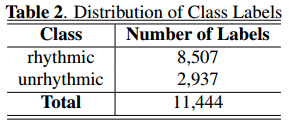 Table 2. Distribution of Class Labels
Class Number of Labels
rhythmic 8,507
unrhythmic 2,937
Total 11,444